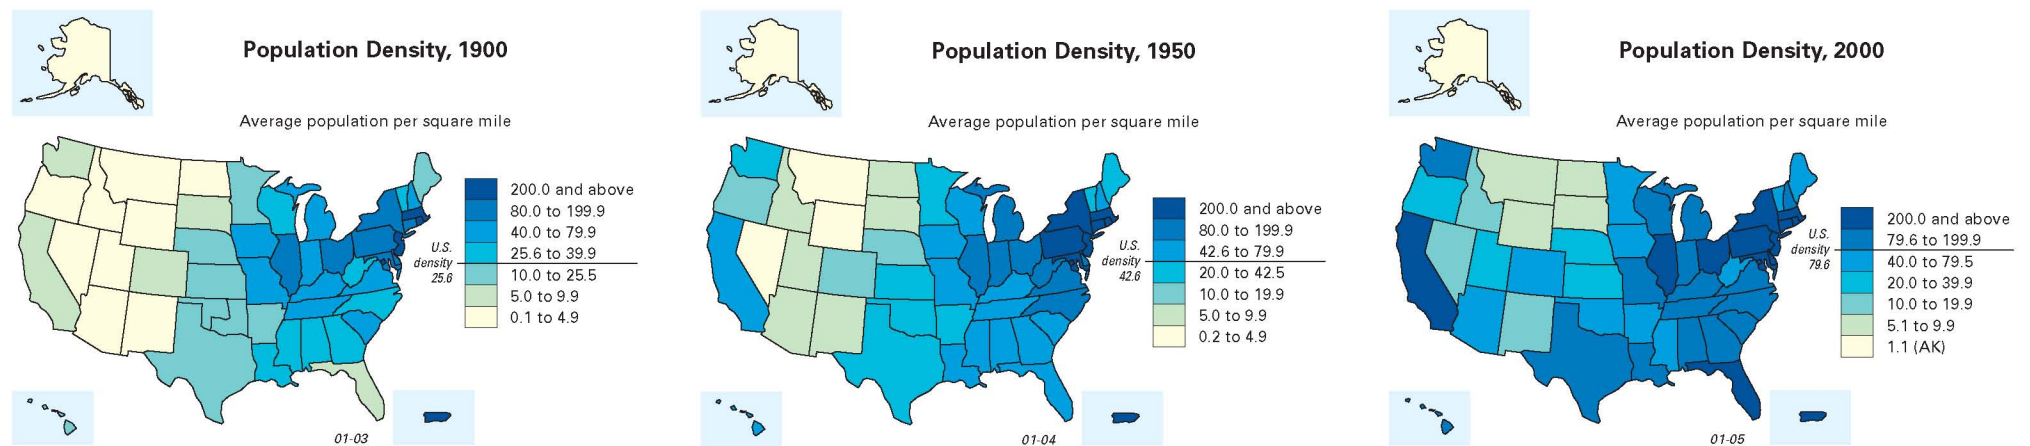 Population Density, 1900
Average population per square mile
200.0 and above
80.0 to 199.9
40.0 to 79.9
25.6 to 39.9
10.0 to 25.5
5.0 to 9.9
0.1 to 4.9
U.S.
density
25.6
01-03
Population Density, 1950
Average population per square mile
200.0 and above
80.0 to 199.9
42.6 to 79.9
20.0 to 42.5
10.0 to 19.9
5.0 to 9.9
0.2 to 4.9
U.S.
density
42.6
01-04
Population Density, 2000
Average population per square mile
200.0 and above
79.6 to 199.9
40.0 to 79.5
20.0 to 39.9
10.0 to 19.9
5.1 to 9.9
1.1 (AK)
U.S.
density
79.6
01-05